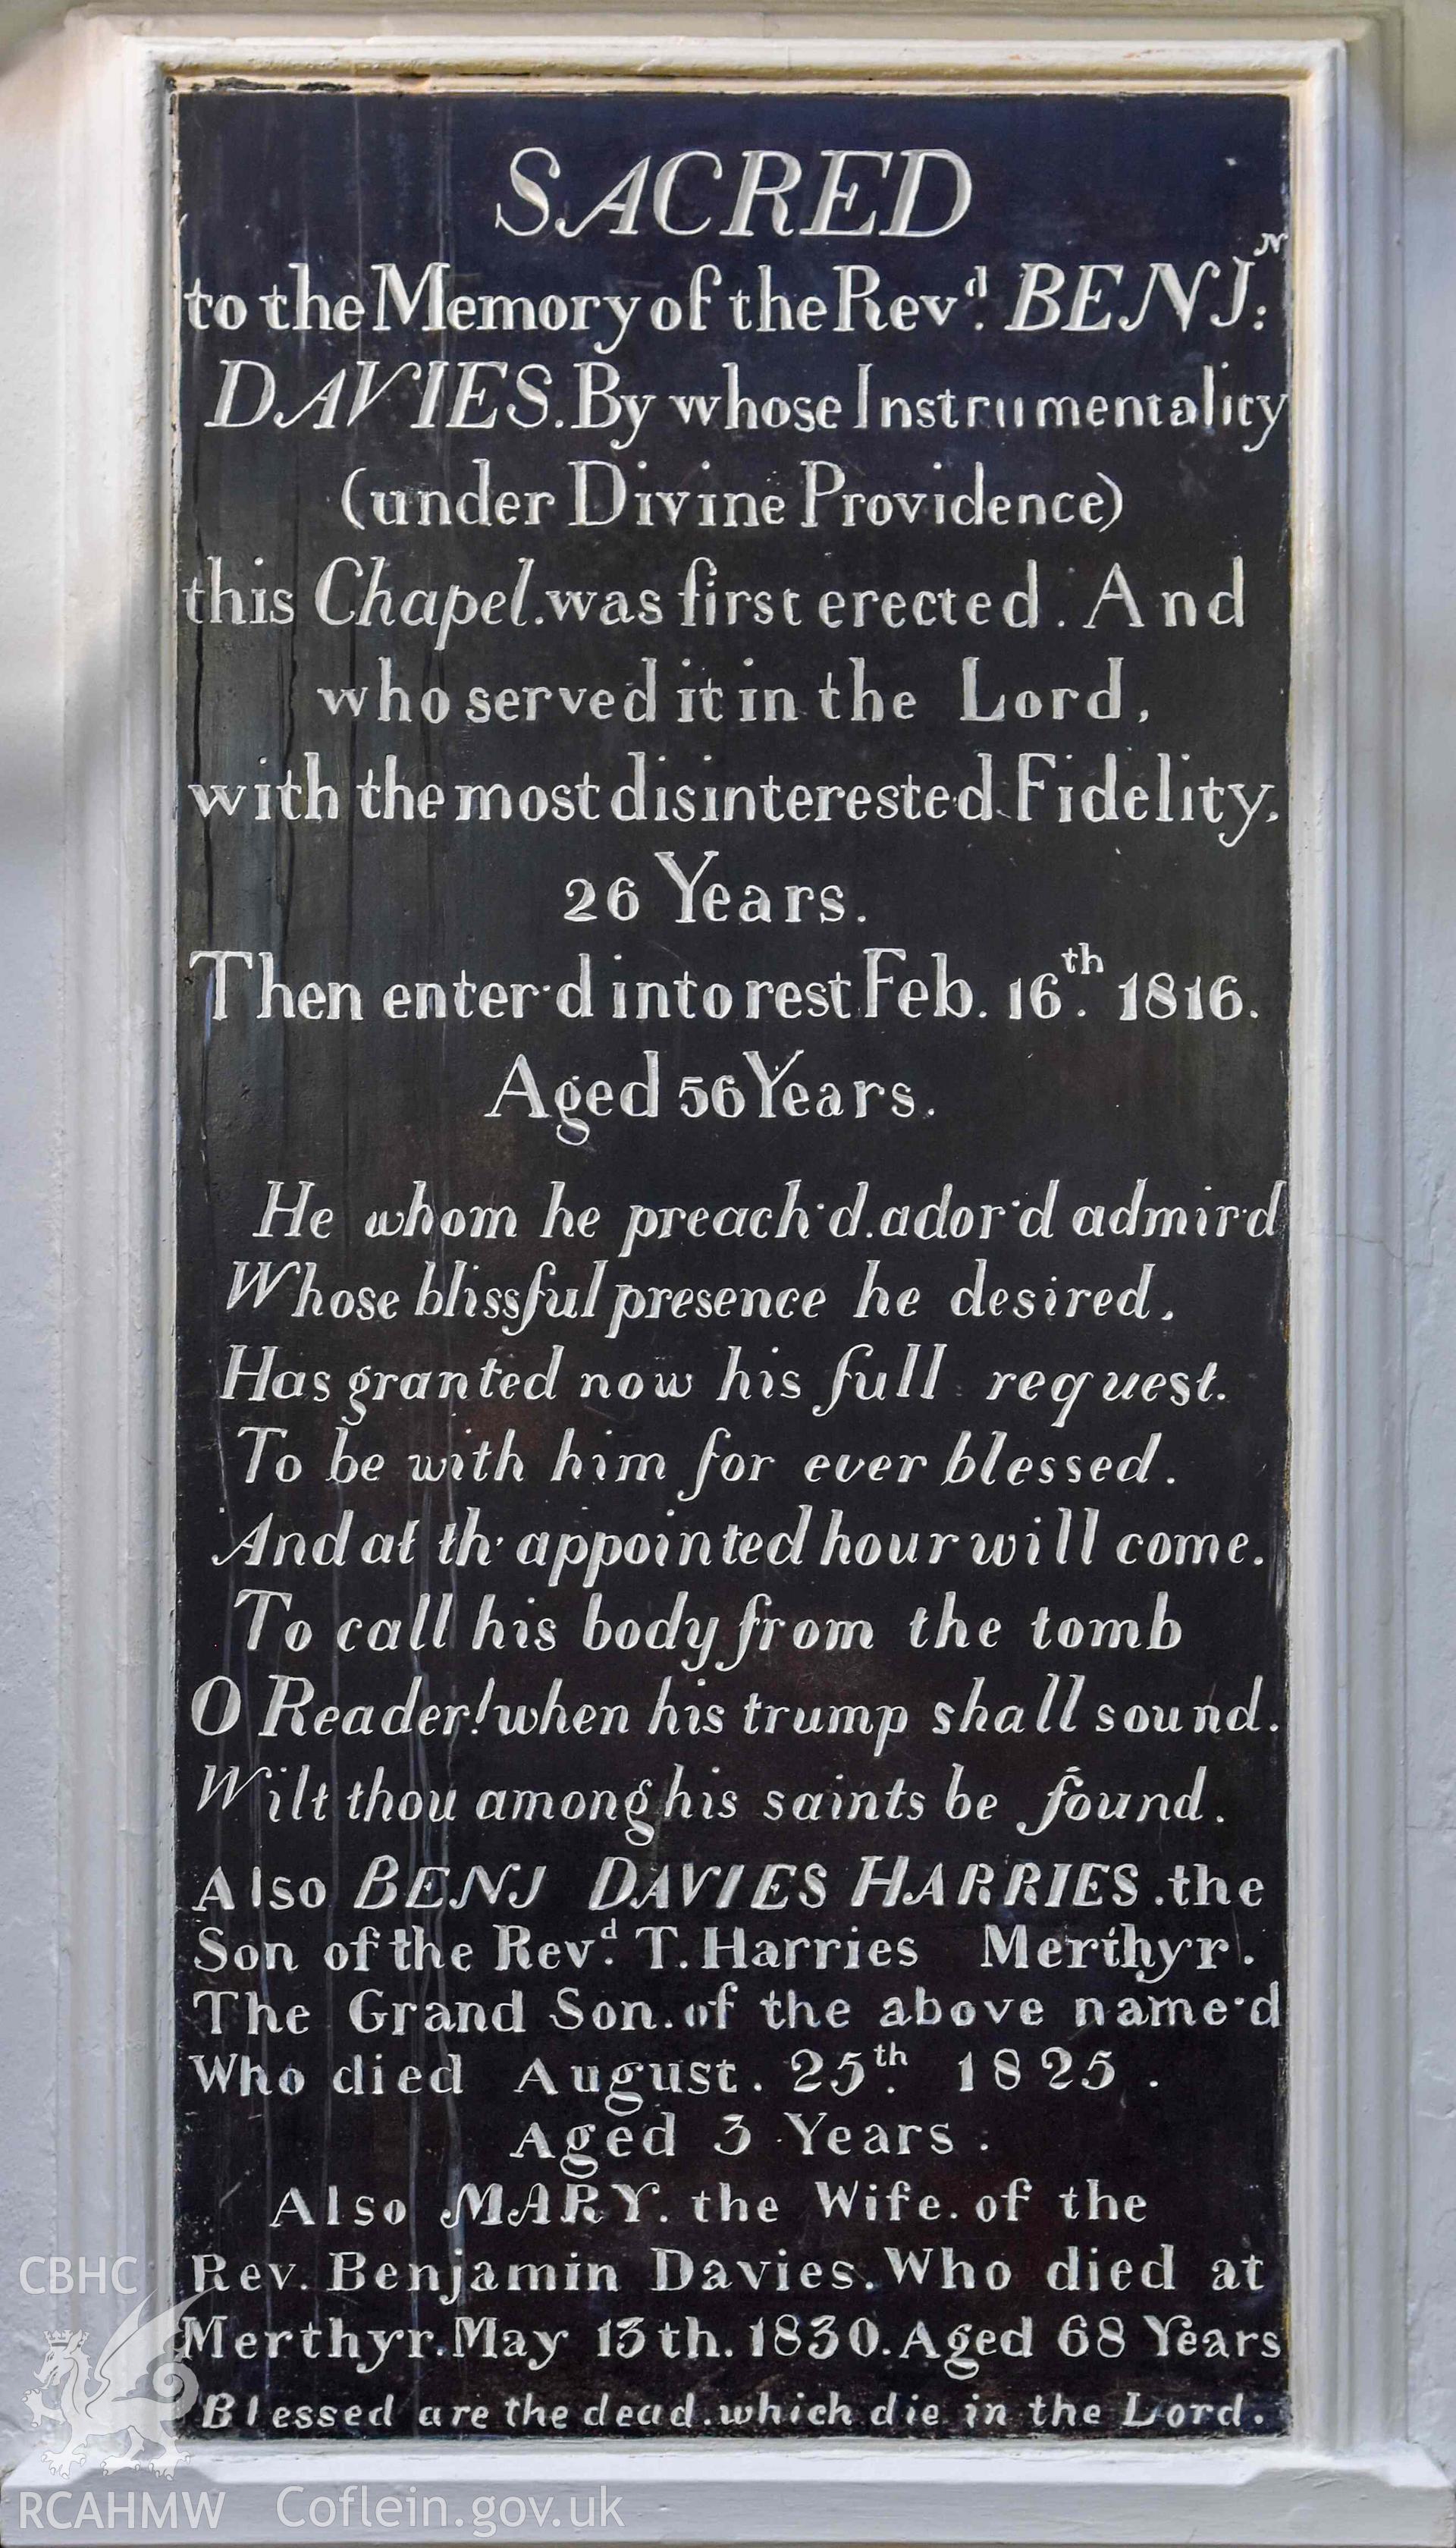 SACRED
to the Memory of the Revd. BENJN:
DAVIES. By whose Instrumentality
(under Divine Providence)
this Chapel. was first erected. And
who served it in the Lord,
with the most disinterested Fidelity.
26 Years.
Then enter'd into rest Feb. 16th. 1816.
Aged 56 Years.
He whom he preach'd. ador'd admir'd
Whose blissful presence he desired.
Has granted now his full request.
To be with him for ever blessed.
And at th' appointed hour will come.
To call his body from the tomb
O Reader! when his trump shall sound.
Wilt thou among his saints be found.
Also BENJ DAVIES HARRIES. the
Son of the Revd. T. Harries Merthyr.
The Grand Son. of the above name'd
Who died August. 25th. 1825.
Aged 3 Years.
Also MARY. the Wife. of the
Rev. Benjamin Davies. Who died at
Merthyr. May 13th. 1830. Aged 68 Years
Blessed are the dead. which die in the Lord.
CBHC
RCAHMW Coflein.gov.uk